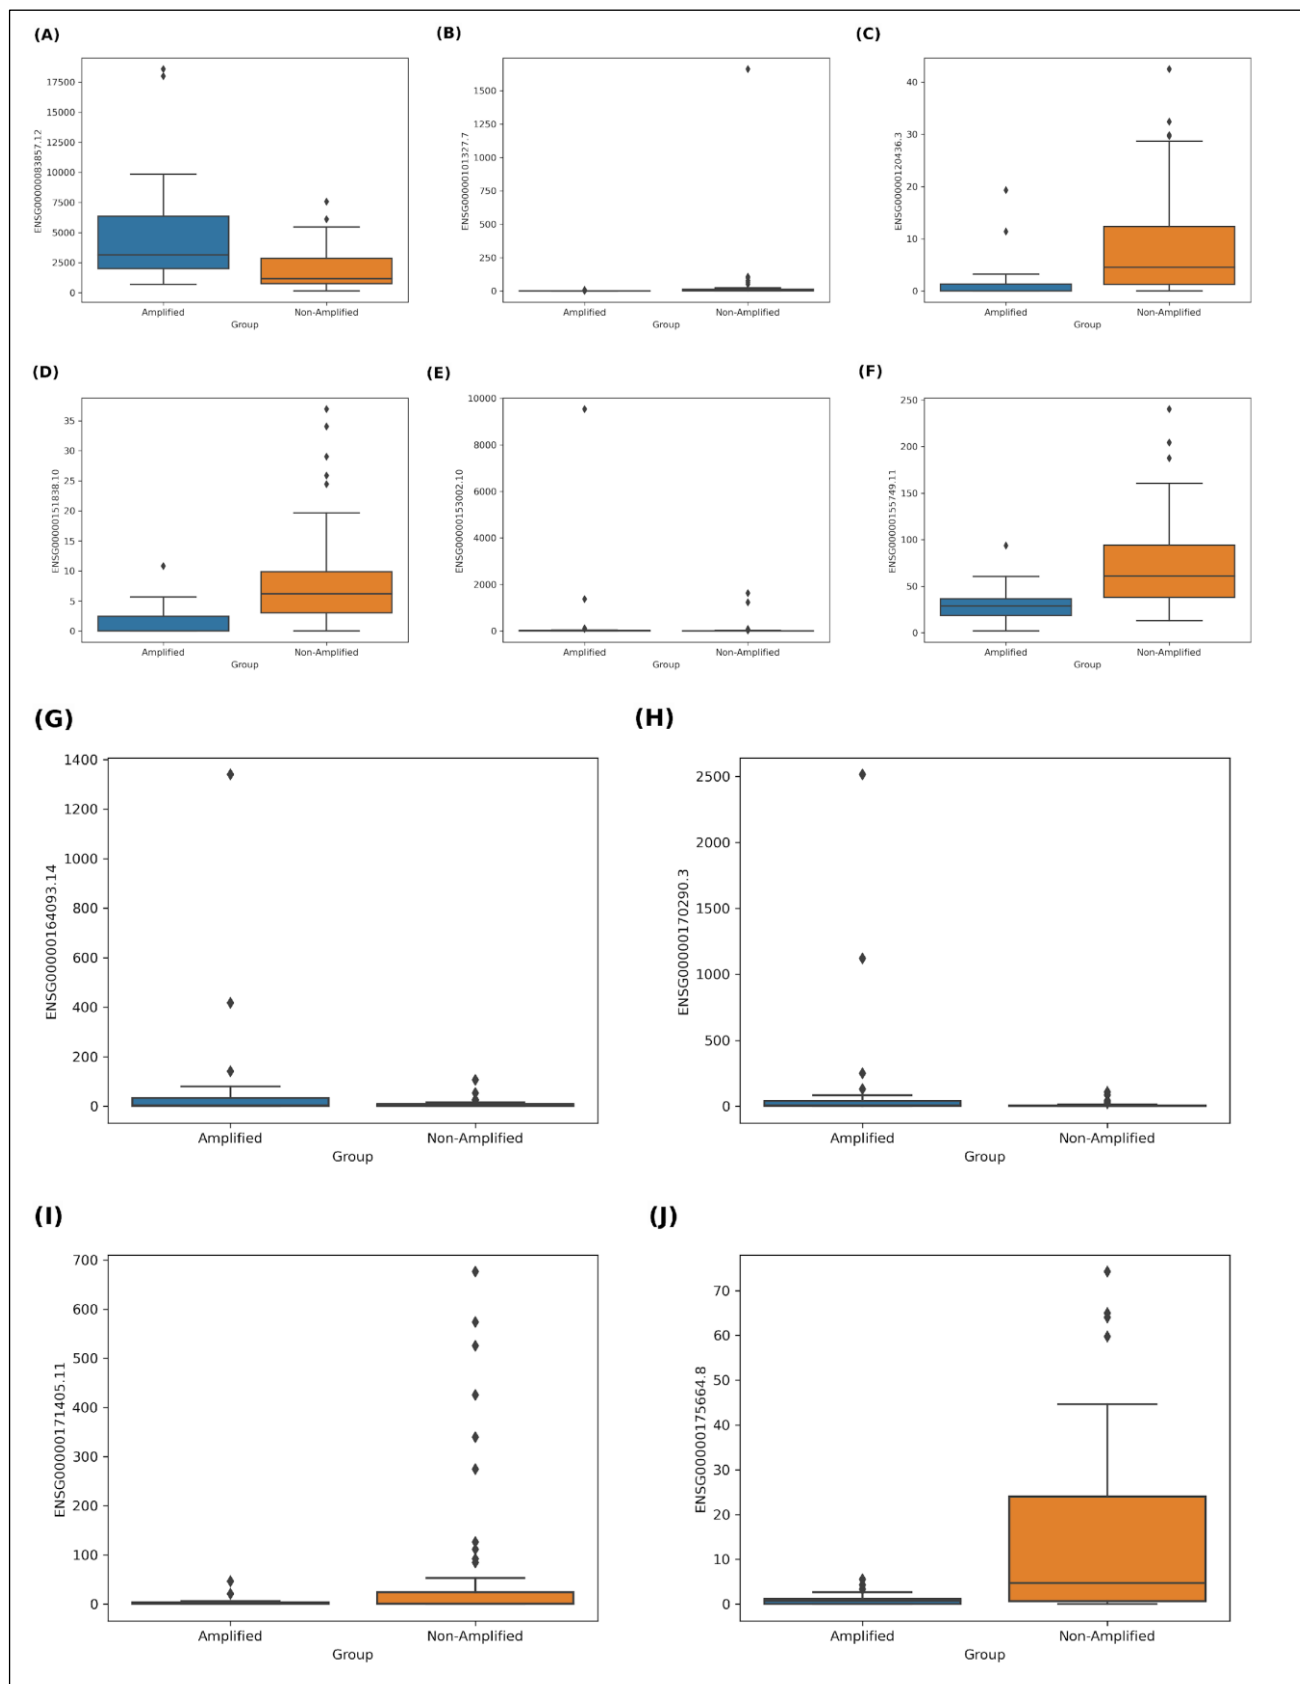 (A)
17500
15000
12500
10000
7500
5000
2500
0
ENSG00000083857.12
Amplified
Non-Amplified
Group
(B)
1500
1250
1000
750
500
250
0
ENSG00000101327.7
Amplified
Non-Amplified
Group
(C)
40
30
20
10
0
ENSG00000120436.3
Amplified
Non-Amplified
Group
(D)
35
30
25
20
15
10
5
0
ENSG00000151838.10
Amplified
Non-Amplified
Group
(E)
10000
8000
6000
4000
2000
0
ENSG00000153002.10
Amplified
Non-Amplified
Group
(F)
250
200
150
100
50
0
ENSG00000155749.11
Amplified
Non-Amplified
Group
(G)
1400
1200
1000
800
600
400
200
0
ENSG00000164093.14
Amplified
Non-Amplified
Group
(H)
2500
2000
1500
1000
500
0
ENSG00000170290.3
Amplified
Non-Amplified
Group
(I)
700
600
500
400
300
200
100
0
ENSG00000171405.11
Amplified
Non-Amplified
Group
(J)
70
60
50
40
30
20
10
0
ENSG00000175664.8
Amplified
Non-Amplified
Group